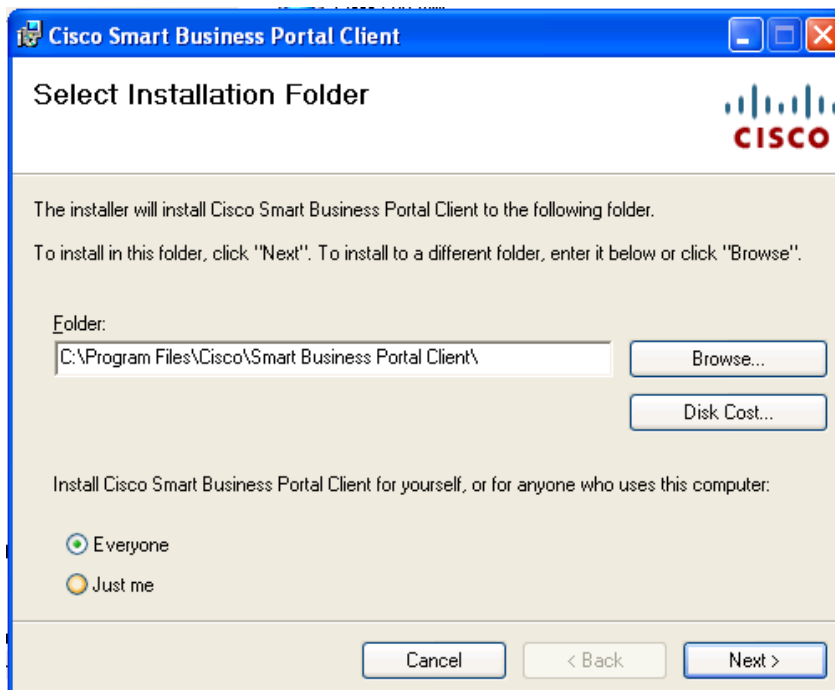 Cisco Smart Business Portal Client
Select Installation Folder
CISCO
The installer will install Cisco Smart Business Portal Client to the following folder.
To install in this folder, click "Next". To install to a different folder, enter it below or click "Browse".
Folder:
C:\Program Files\Cisco\Smart Business Portal Client\
Browse...
Disk Cost...
Install Cisco Smart Business Portal Client for yourself, or for anyone who uses this computer:
Everyone
Just me
Cancel
< Back
Next >